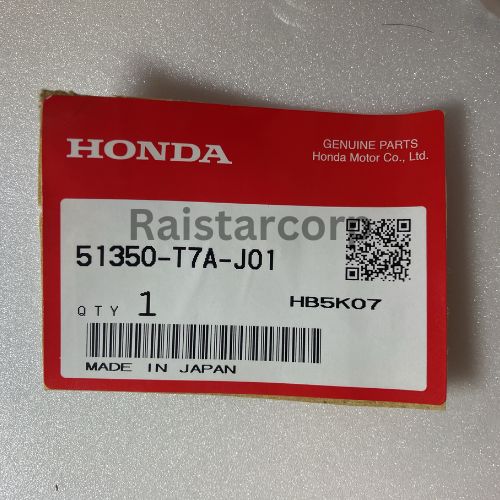 HONDA
GENUINE PARTS
Honda Motor Co., Ltd.
Raistarcorp
51350-T7A-J01
QTY 1
HB5K07
MADE IN JAPAN